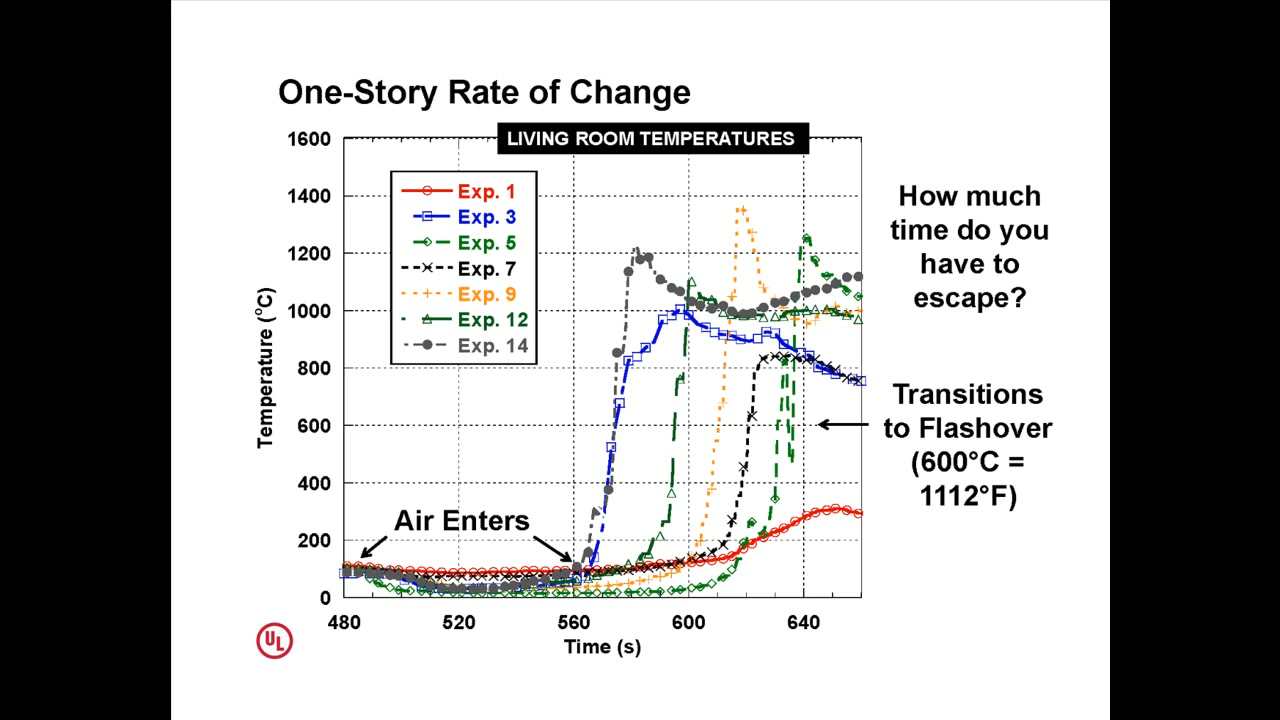 One-Story Rate of Change
LIVING ROOM TEMPERATURES
1600
1400
1200
1000
800
600
400
200
0
Temperature (°C)
Exp. 1
Exp. 3
Exp. 5
Exp. 7
Exp. 9
Exp. 12
Exp. 14
Air Enters
480
520
560
600
640
Time (s)
How much
time do you
have to
escape?
Transitions
to Flashover
(600°C =
1112°F)
UL